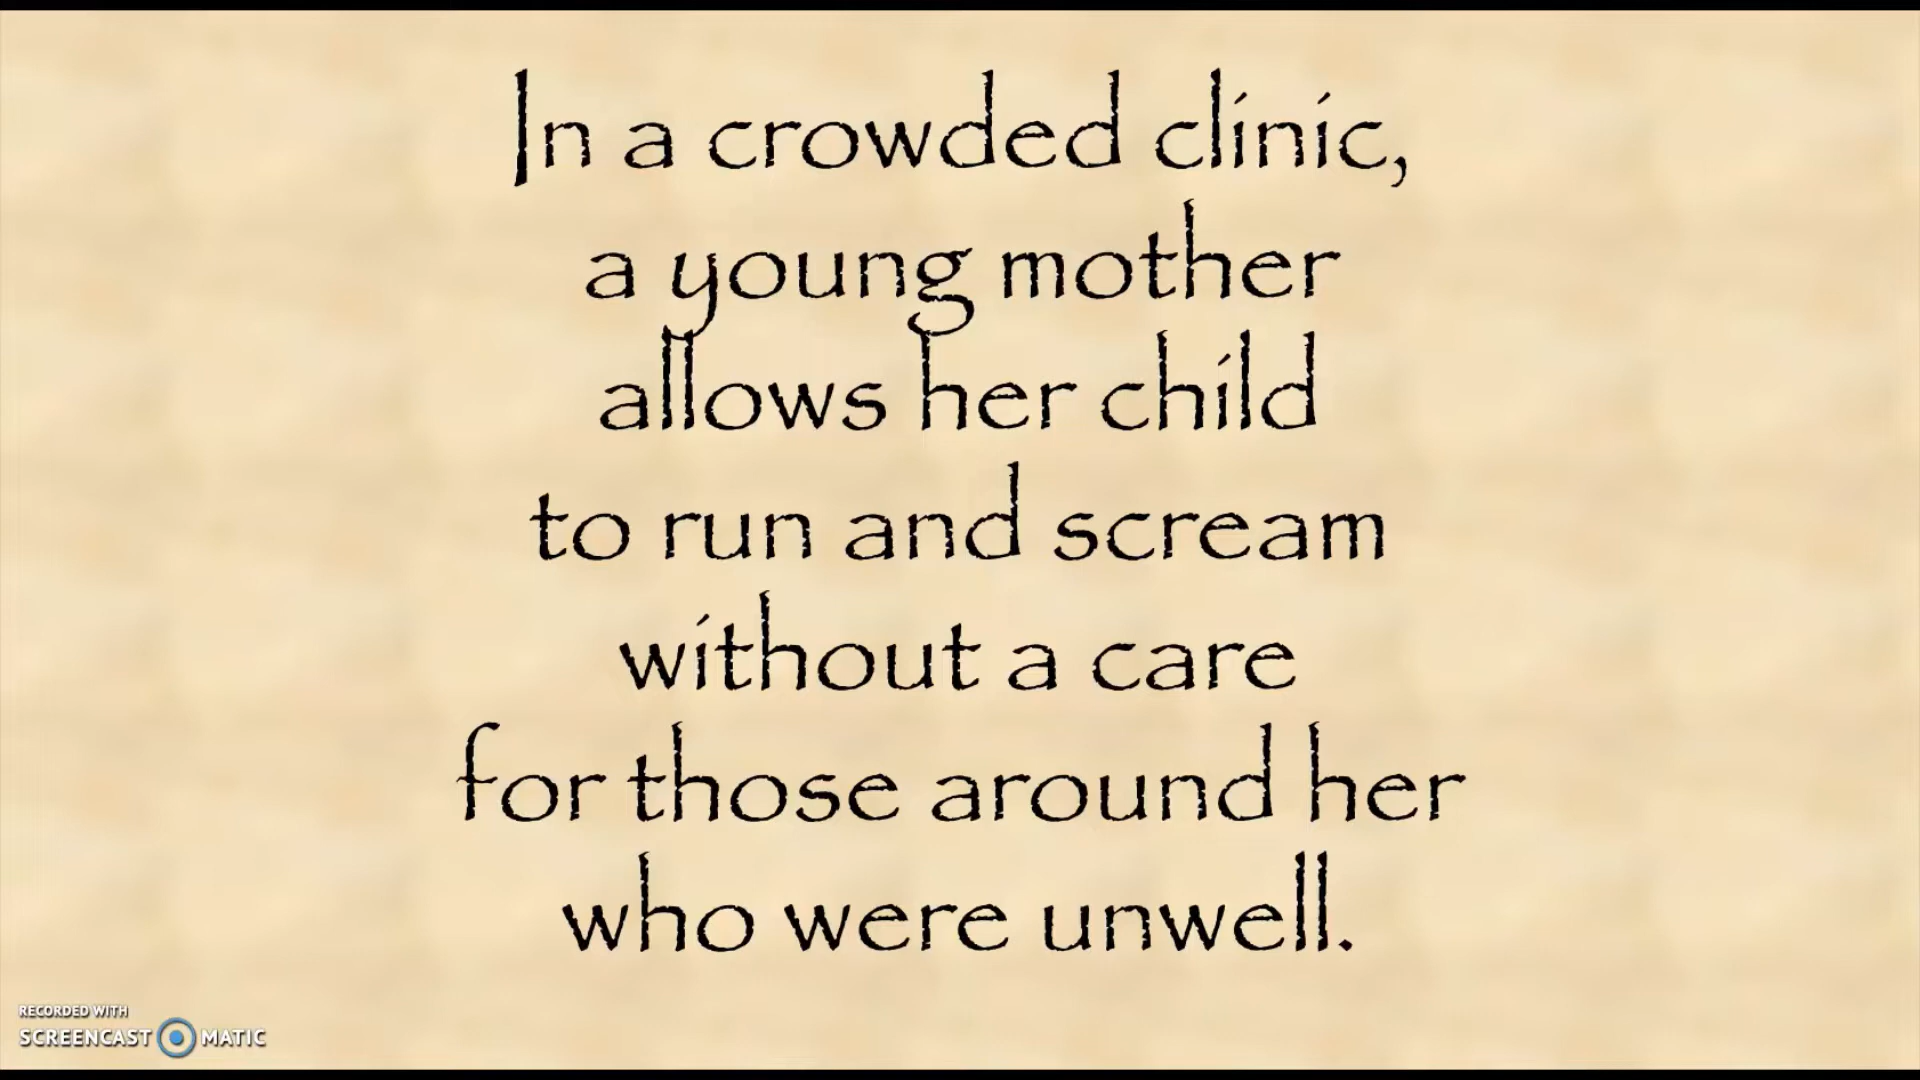 In a crowded clinic,
a young mother
allows her child
to run and scream
without a care
for those around her
who were unwell.
RECORDED WITH
SCREENCAST MATIC